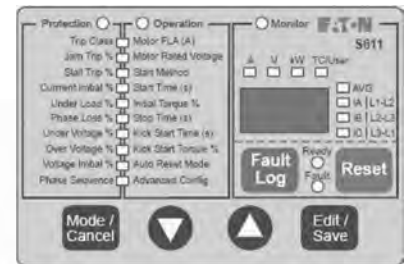 Protection Operation Monitor EATON
S611
Trip Class Motor FLA (A)
Jam Trip % Motor Rated Voltage
Stall Trip % Start Method
Current Imbal % Start Time (s)
Under Load % Initial Torque %
Phase Loss % Stop Time (s)
Under Voltage % Kick Start Time (s)
Over Voltage % Kick Start Torque %
Voltage Imbal % Auto Reset Mode
Phase Sequence Advanced Config
A V kW TC/User
AVG
IA L1-L2
IB L2-L3
IC L3-L1
Ready
Fault
Fault
Log
Reset
Mode /
Cancel
Edit /
Save